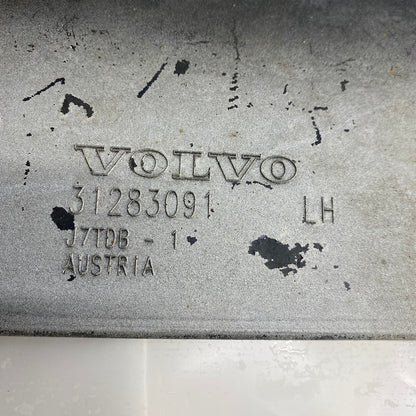 VOLVO
31283091 LH
J7TDB - 1
AUSTRIA